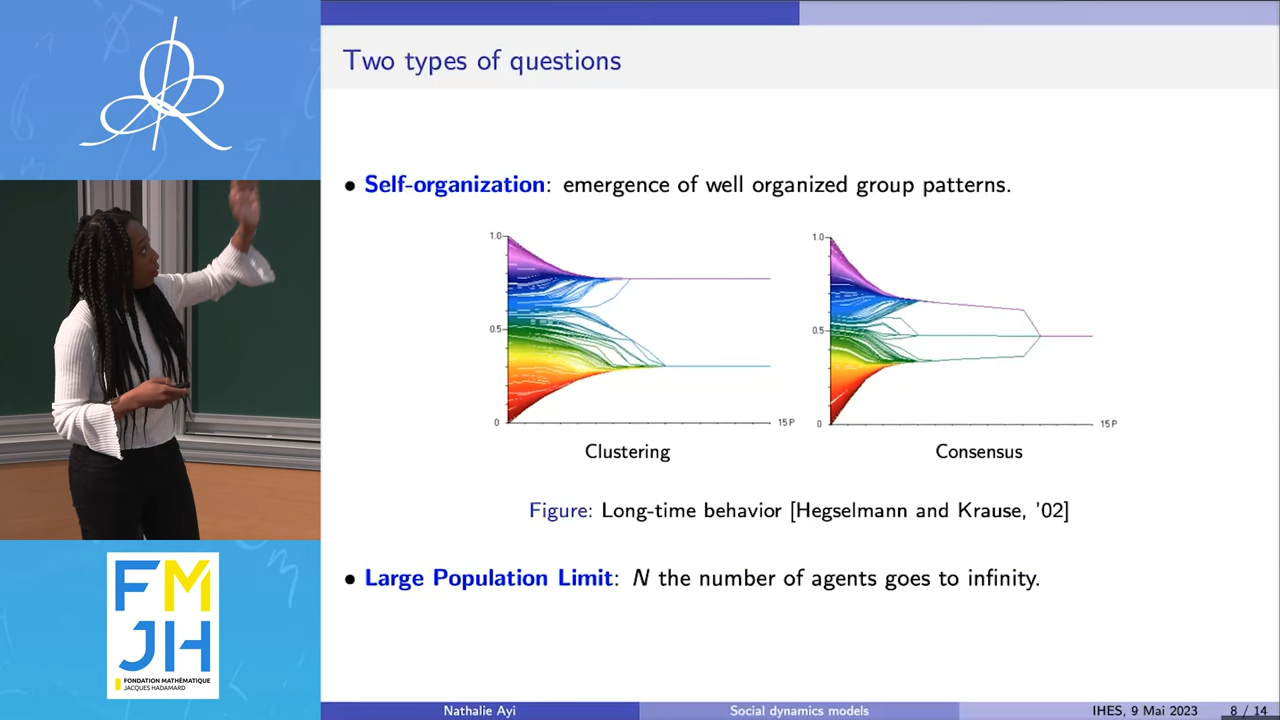 Two types of questions
• Self-organization: emergence of well organized group patterns.
1.0
0.5
0
15P
Clustering
1.0
0.5
0
15P
Consensus
Figure: Long-time behavior [Hegselmann and Krause, '02]
• Large Population Limit: N the number of agents goes to infinity.
FM
JH
FONDATION MATHÉMATIQUE
JACQUES HADAMARD
Nathalie Ayi
Social dynamics models
IHES, 9 Mai 2023
8 / 14